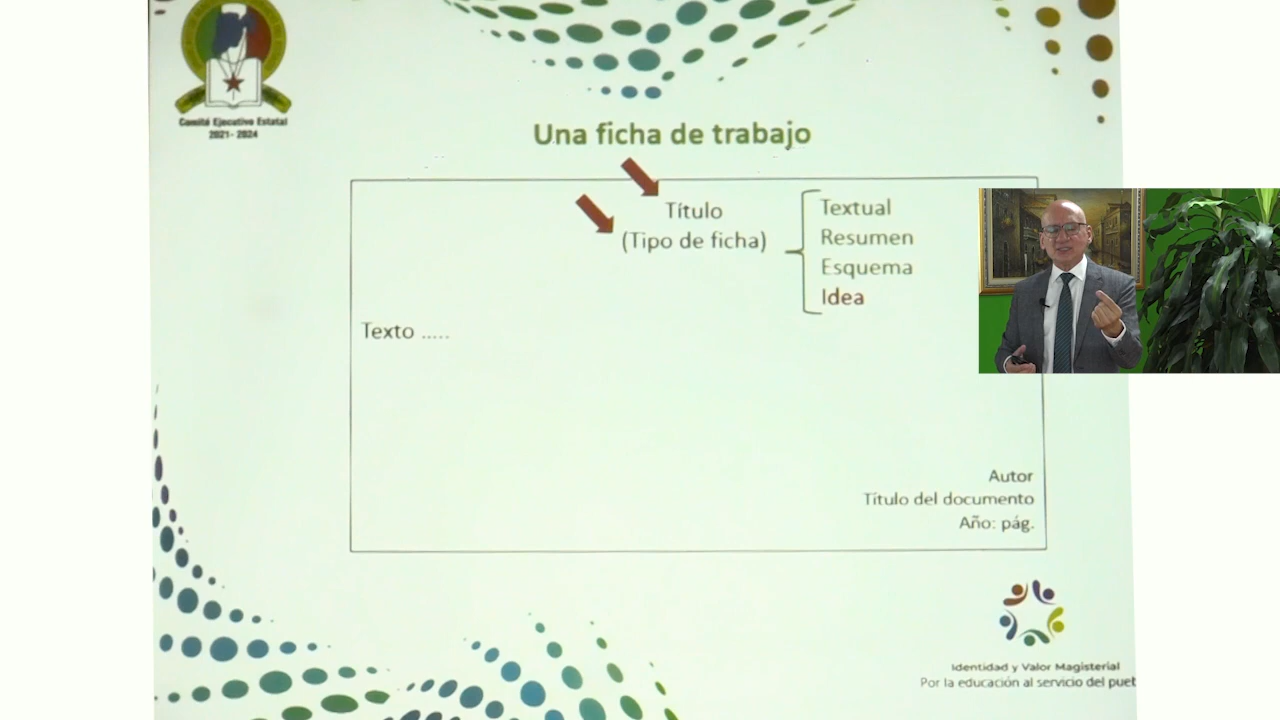 Comité Ejecutivo Estatal
2021- 2024
Una ficha de trabajo
Título
(Tipo de ficha)
Textual
Resumen
Esquema
Idea
Texto .....
Autor
Título del documento
Año: pág.
Identidad y Valor Magisterial
Por la educación al servicio del